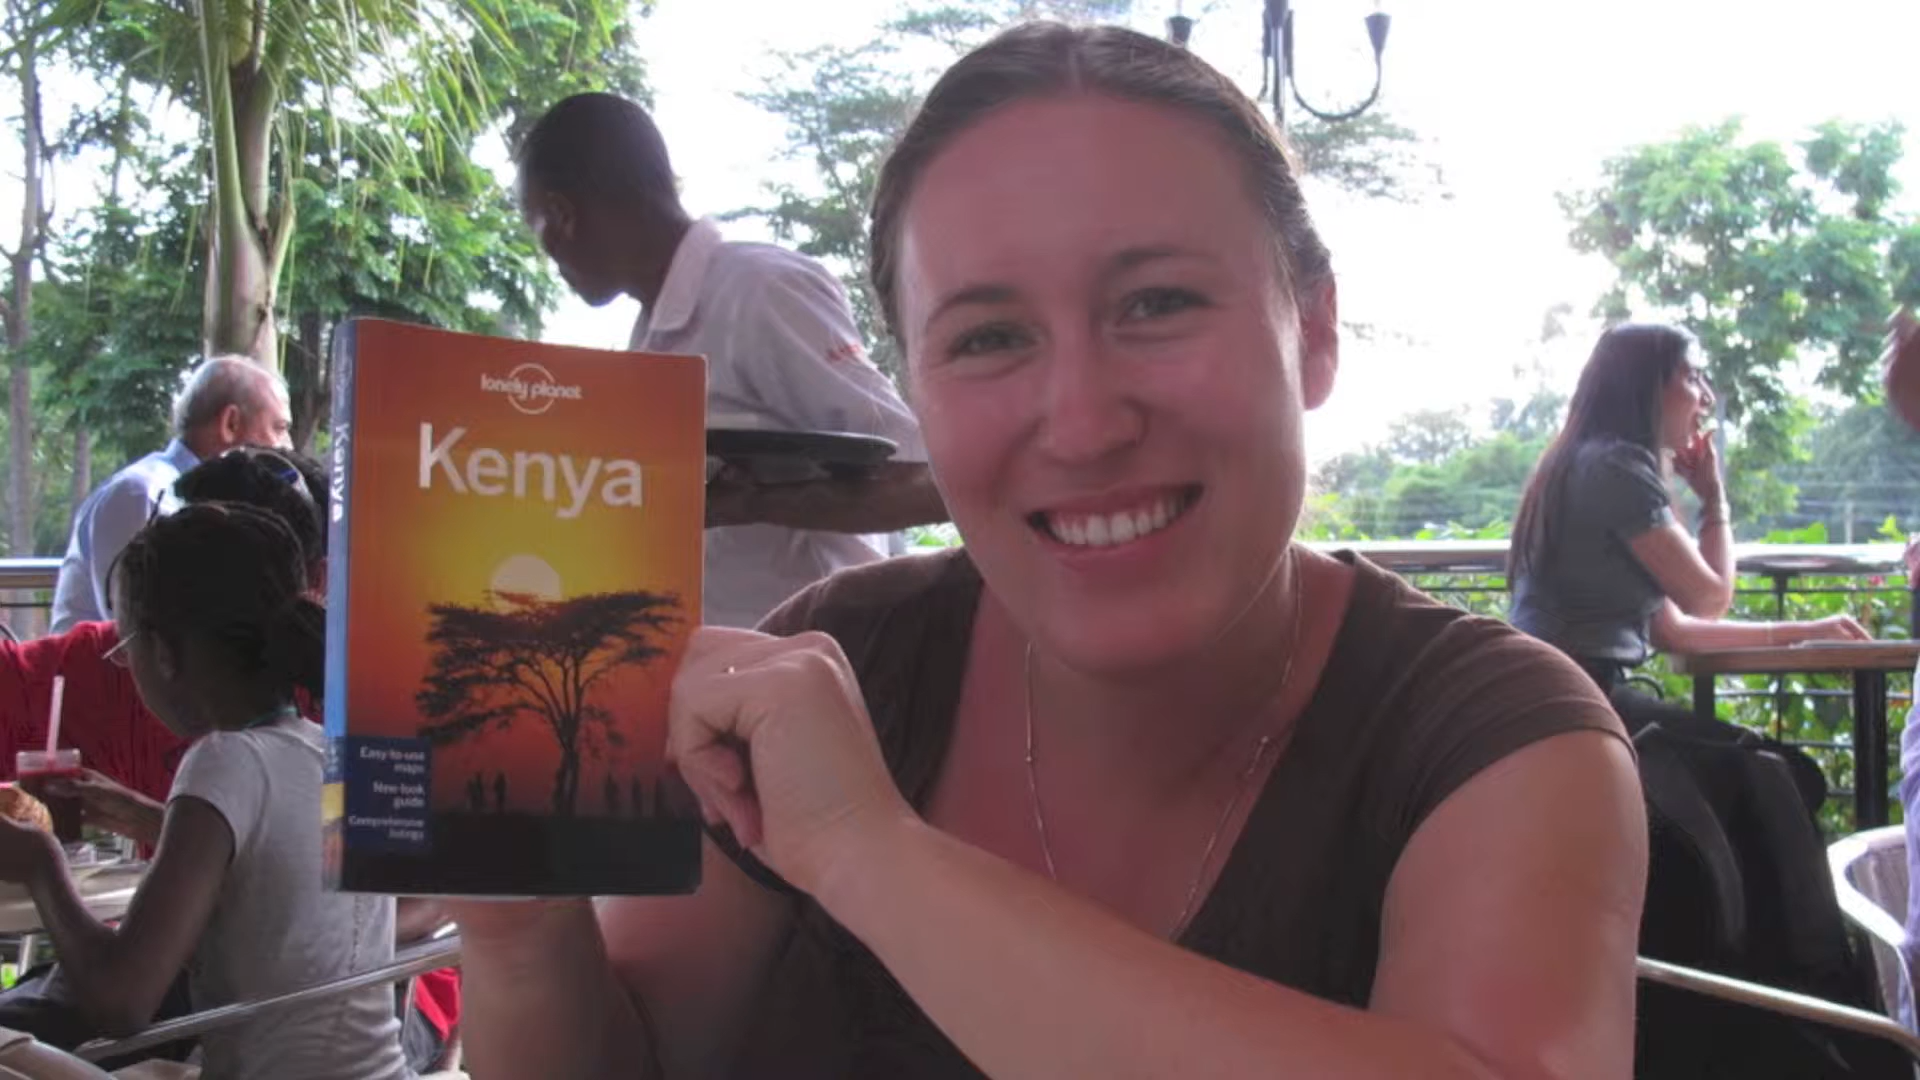 lonely planet
Kenya
Kenya
Easy-to-use
maps
New-look
guide
Comprehensive
listings